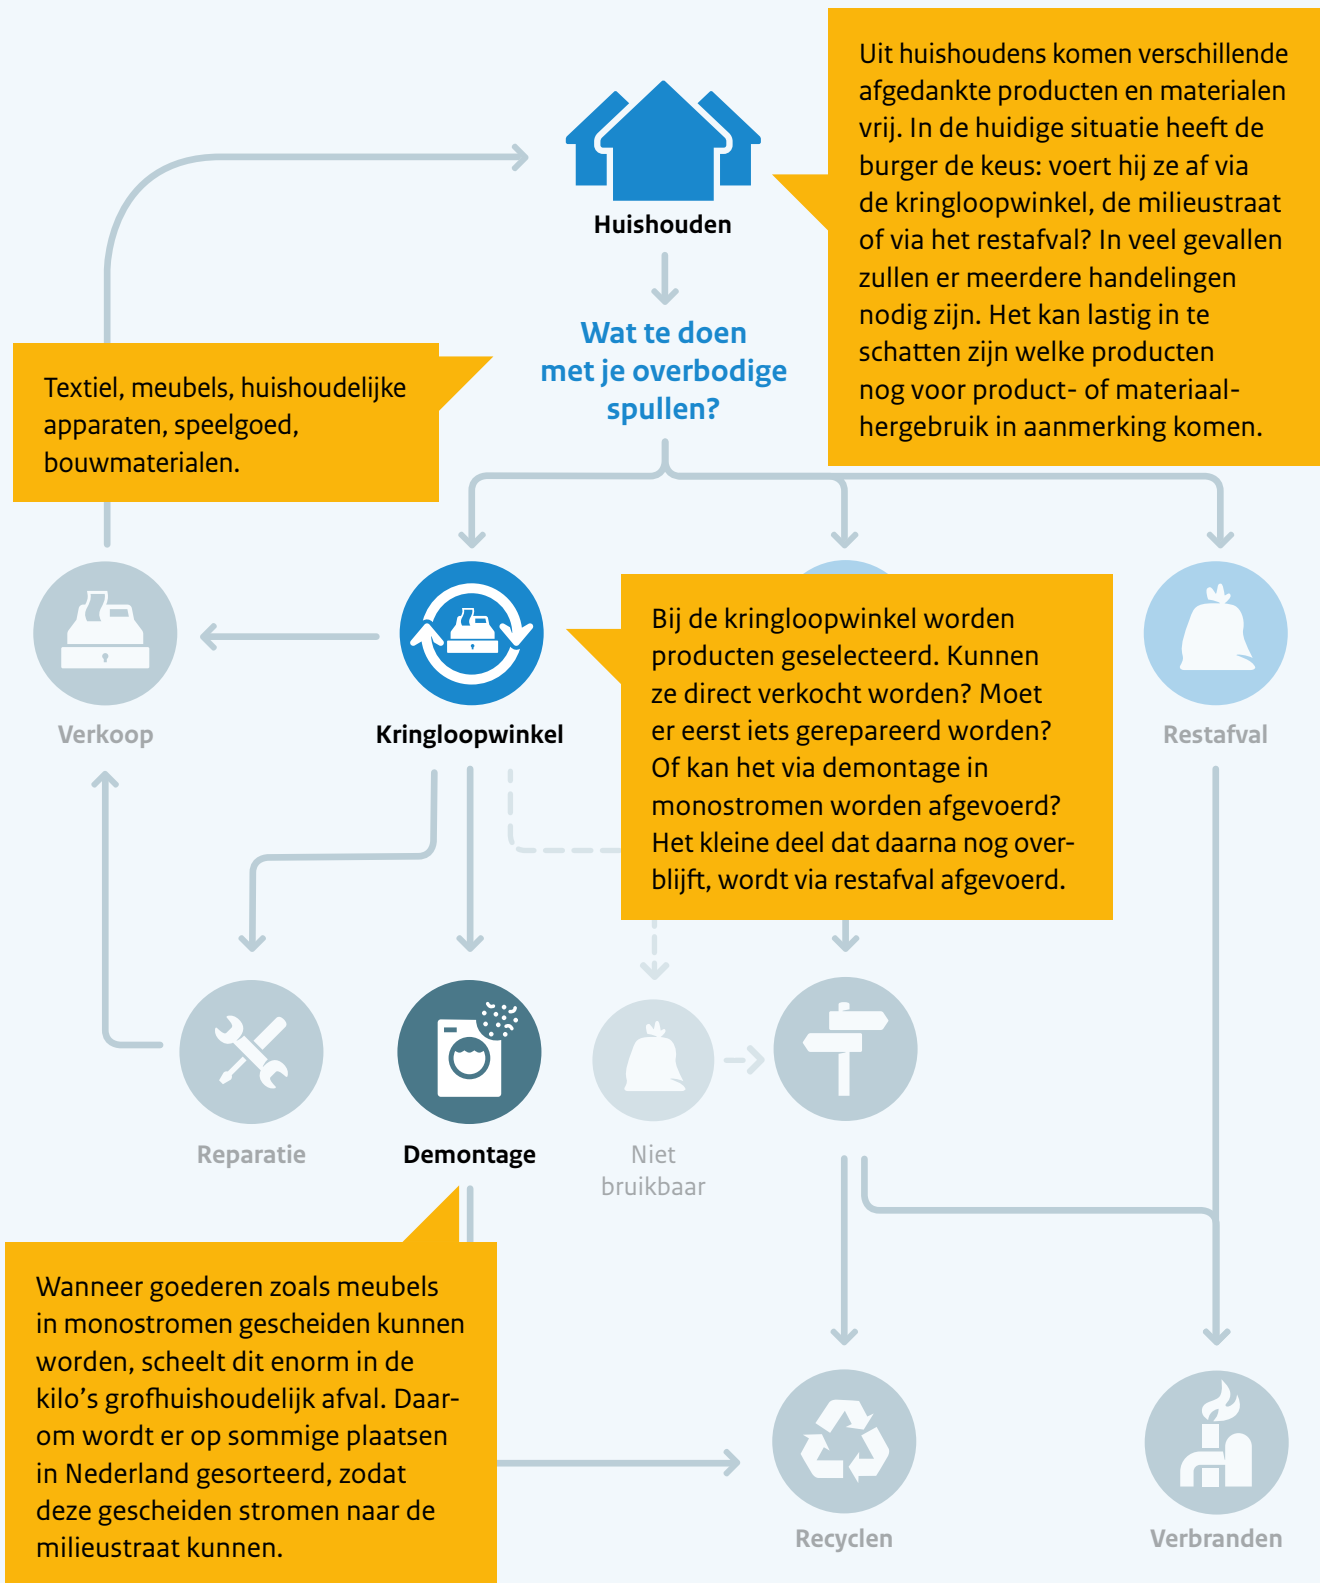 Uit huishoudens komen verschillende
afgedankte producten en materialen
vrij. In de huidige situatie heeft de
burger de keus: voert hij ze af via
de kringloopwinkel, de milieustraat
of via het restafval? In veel gevallen
zullen er meerdere handelingen
nodig zijn. Het kan lastig in te
schatten zijn welke producten
nog voor product- of materiaal-
hergebruik in aanmerking komen.
Huishouden
Wat te doen
met je overbodige
spullen?
Textiel, meubels, huishoudelijke
apparaten, speelgoed,
bouwmaterialen.
Verkoop
Kringloopwinkel
Bij de kringloopwinkel worden
producten geselecteerd. Kunnen
ze direct verkocht worden? Moet
er eerst iets gerepareerd worden?
Of kan het via demontage in
monostromen worden afgevoerd?
Het kleine deel dat daarna nog over-
blijft, wordt via restafval afgevoerd.
Restafval
Reparatie
Demontage
Niet
bruikbaar
Wanneer goederen zoals meubels
in monostromen gescheiden kunnen
worden, scheelt dit enorm in de
kilo's grofhuishoudelijk afval. Daar-
om wordt er op sommige plaatsen
in Nederland gesorteerd, zodat
deze gescheiden stromen naar de
milieustraat kunnen.
Recyclen
Verbranden